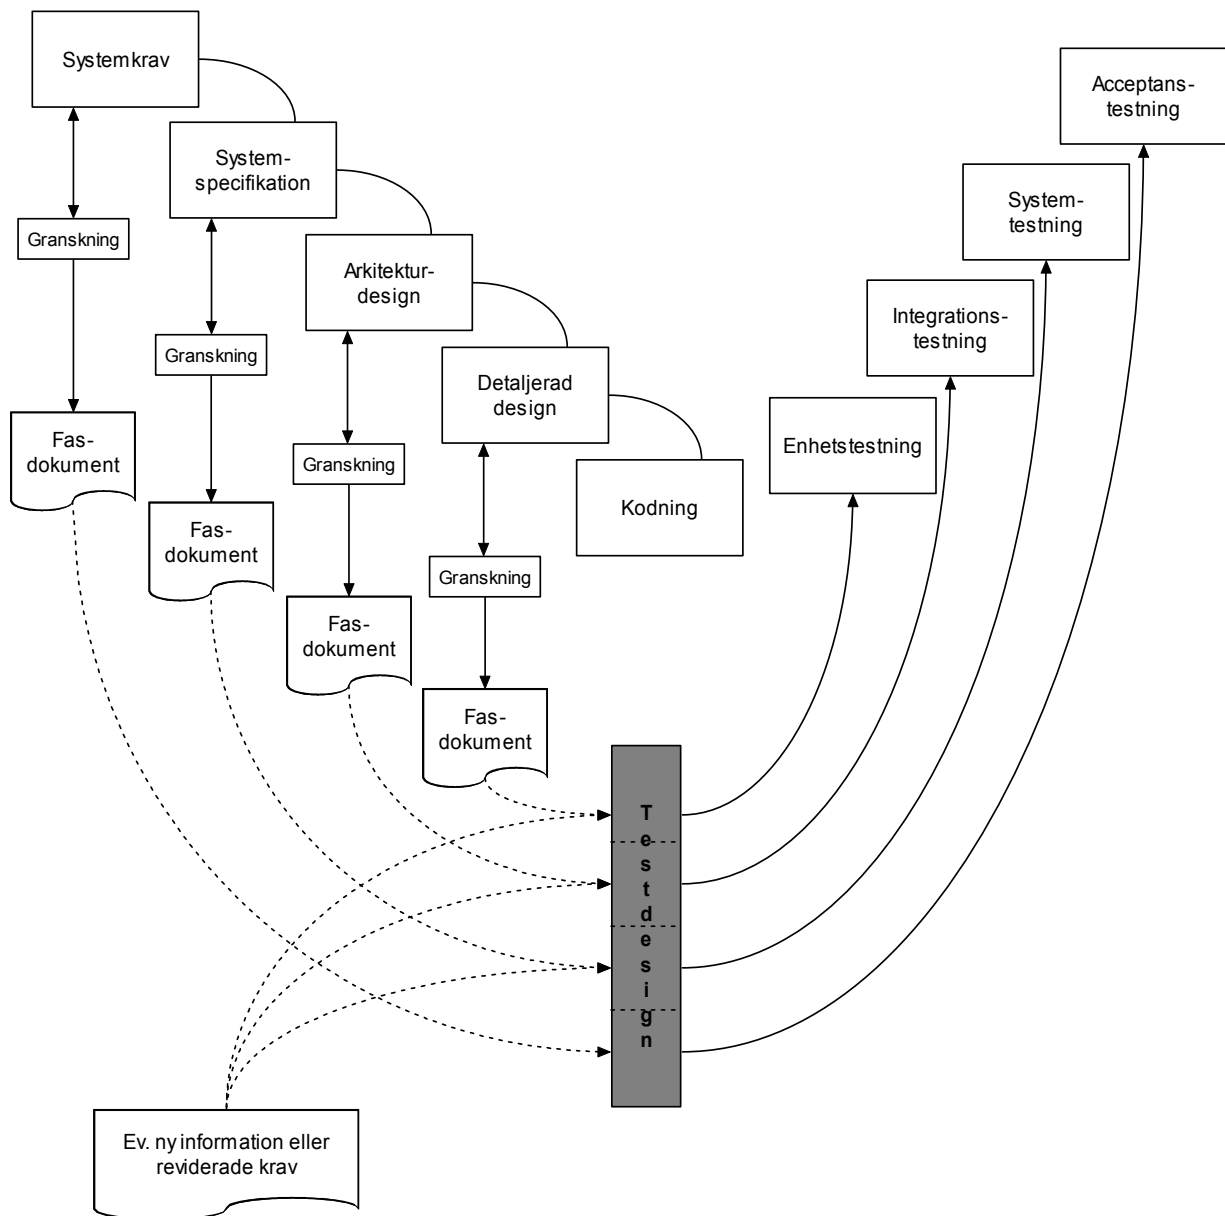 Systemkrav
Acceptans-
testning
System-
specifikation
System-
testning
Granskning
Arkitektur-
design
Integrations-
testning
Granskning
Detaljerad
design
Fas-
dokument
Enhetstestning
Granskning
Kodning
Fas-
dokument
Granskning
Fas-
dokument
Fas-
dokument
Testdesign
Ev. ny information eller
reviderade krav